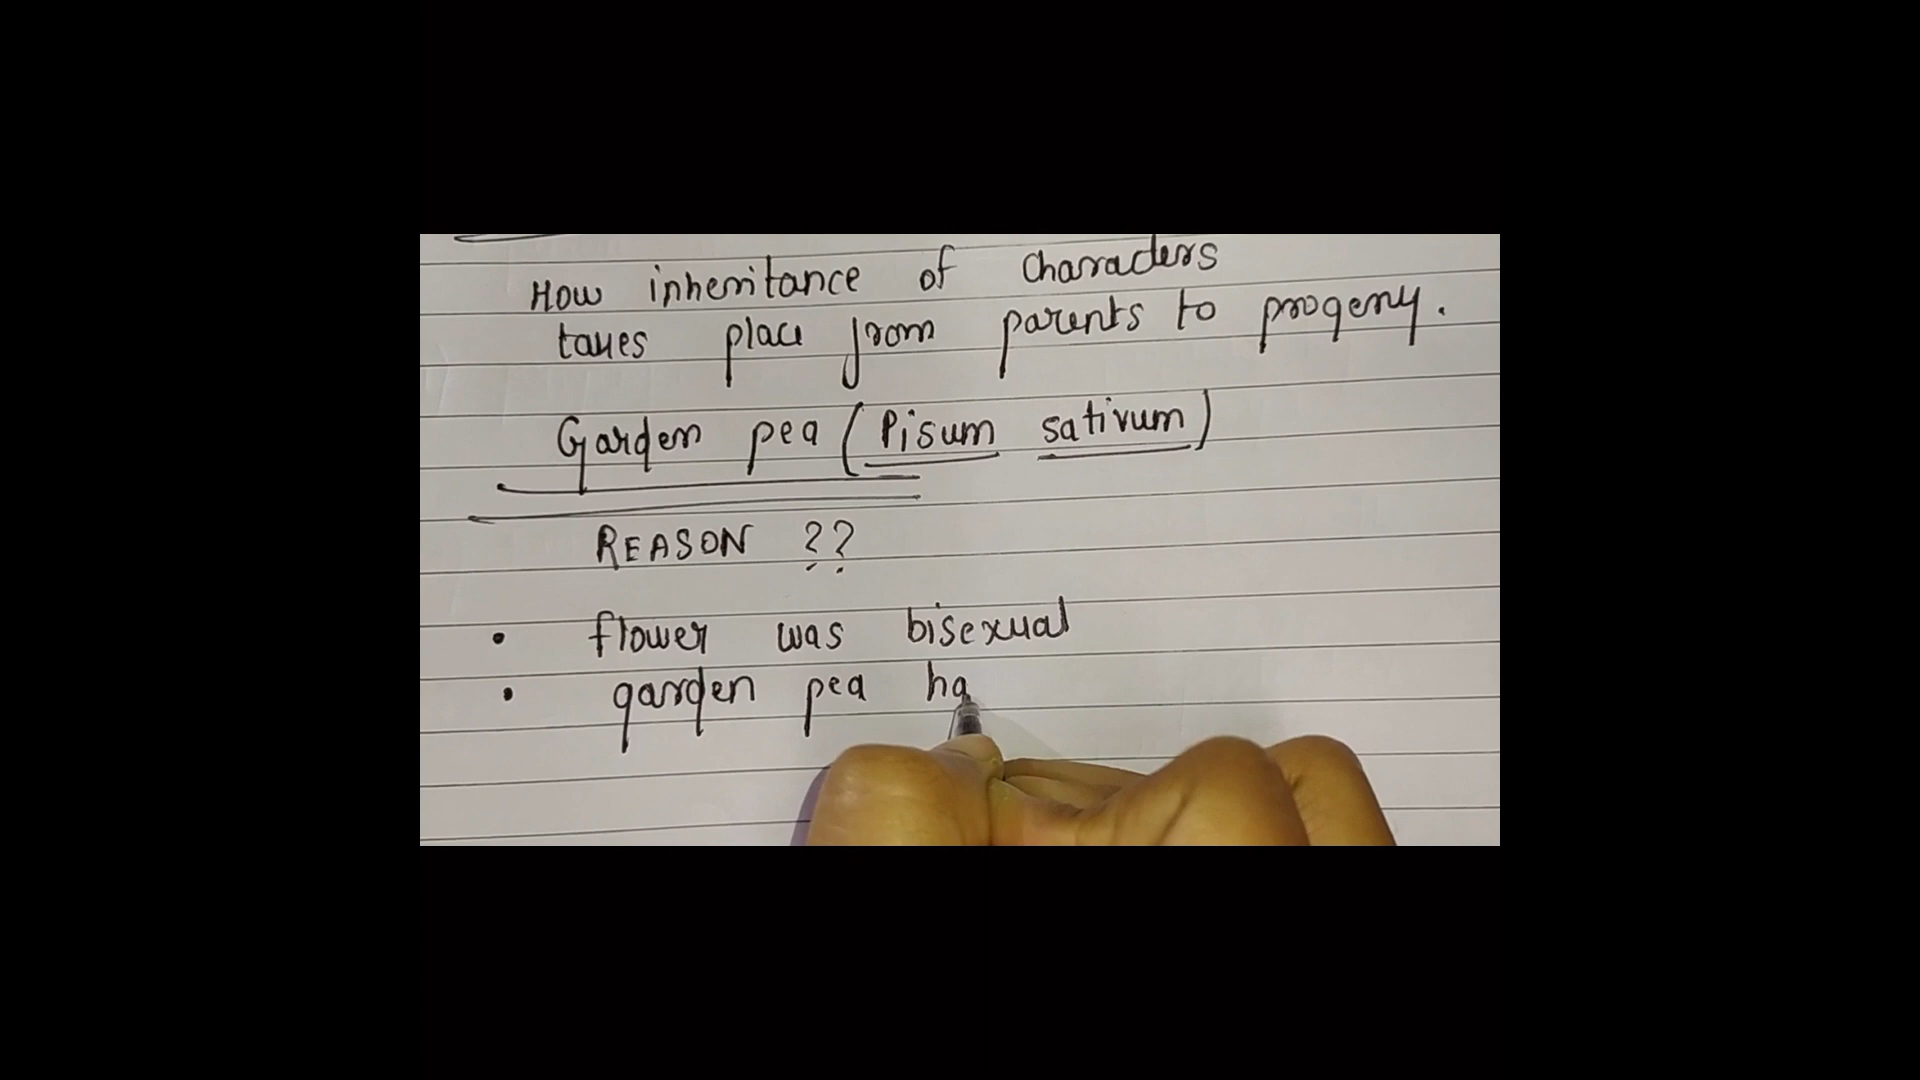 How inheritance of Characters
takes place from parents to progeny.
Garden pea (Pisum sativum)
REASON ??
• flower was bisexual
• garden pea ha